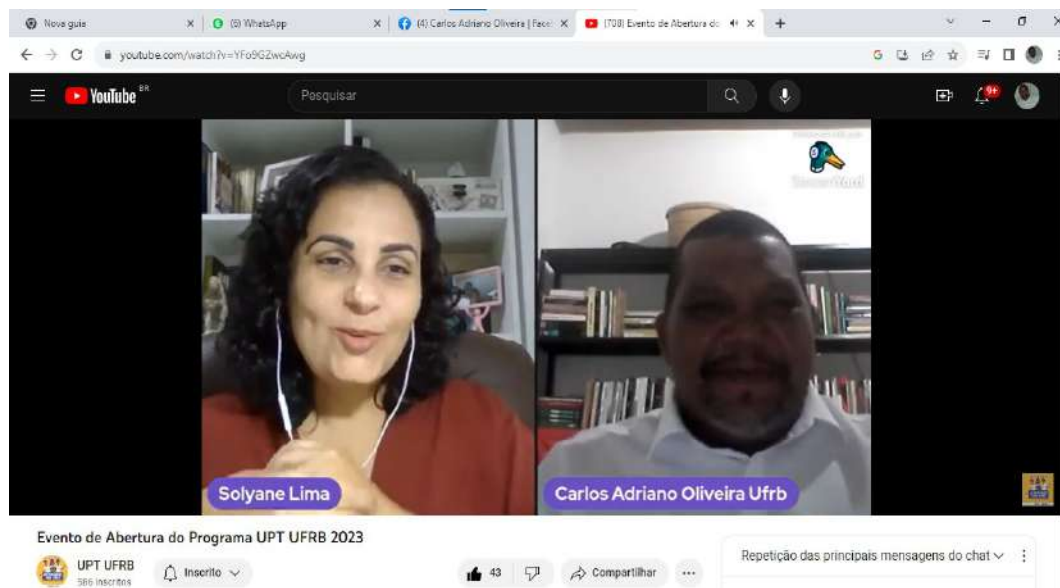 Nova guia
(5) WhatsApp
(4) Carlos Adriano Oliveira | Face
(708) Evento de Abertura do
youtube.com/watch?v=YFo9GZwcAwg
YouTube BR
Pesquisar
9+
Solyane Lima
Carlos Adriano Oliveira Ufrb
Evento de Abertura do Programa UPT UFRB 2023
UPT UFRB
586 inscritos
Inscrito
43
Compartilhar
Repetição das principais mensagens do chat